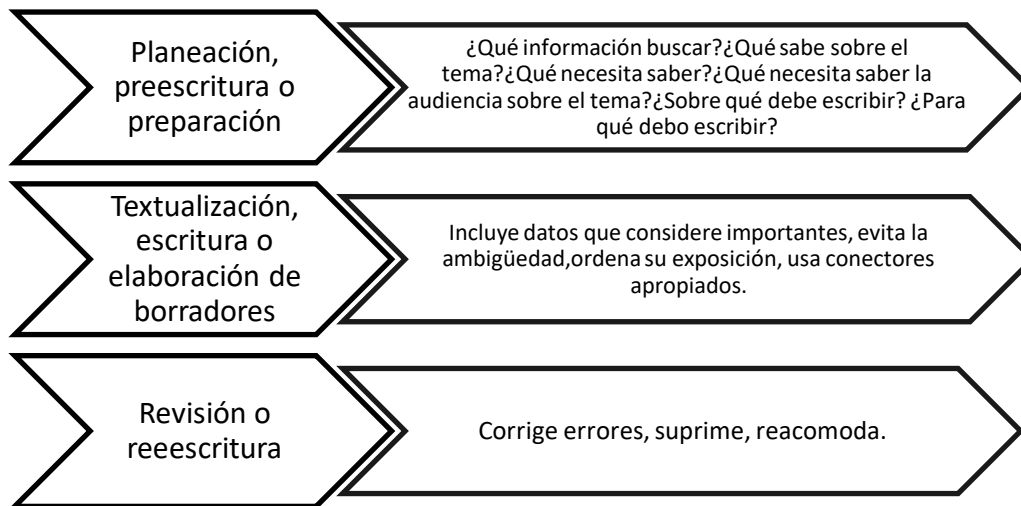 Planeación,
preescritura o
preparación
¿Qué información buscar?¿Qué sabe sobre el
tema?¿Qué necesita saber?¿Qué necesita saber la
audiencia sobre el tema?¿Sobre qué debe escribir? ¿Para
qué debo escribir?
Textualización,
escritura o
elaboración de
borradores
Incluye datos que considere importantes, evita la
ambigüedad,ordena su exposición, usa conectores
apropiados.
Revisión o
reeescritura
Corrige errores, suprime, reacomoda.